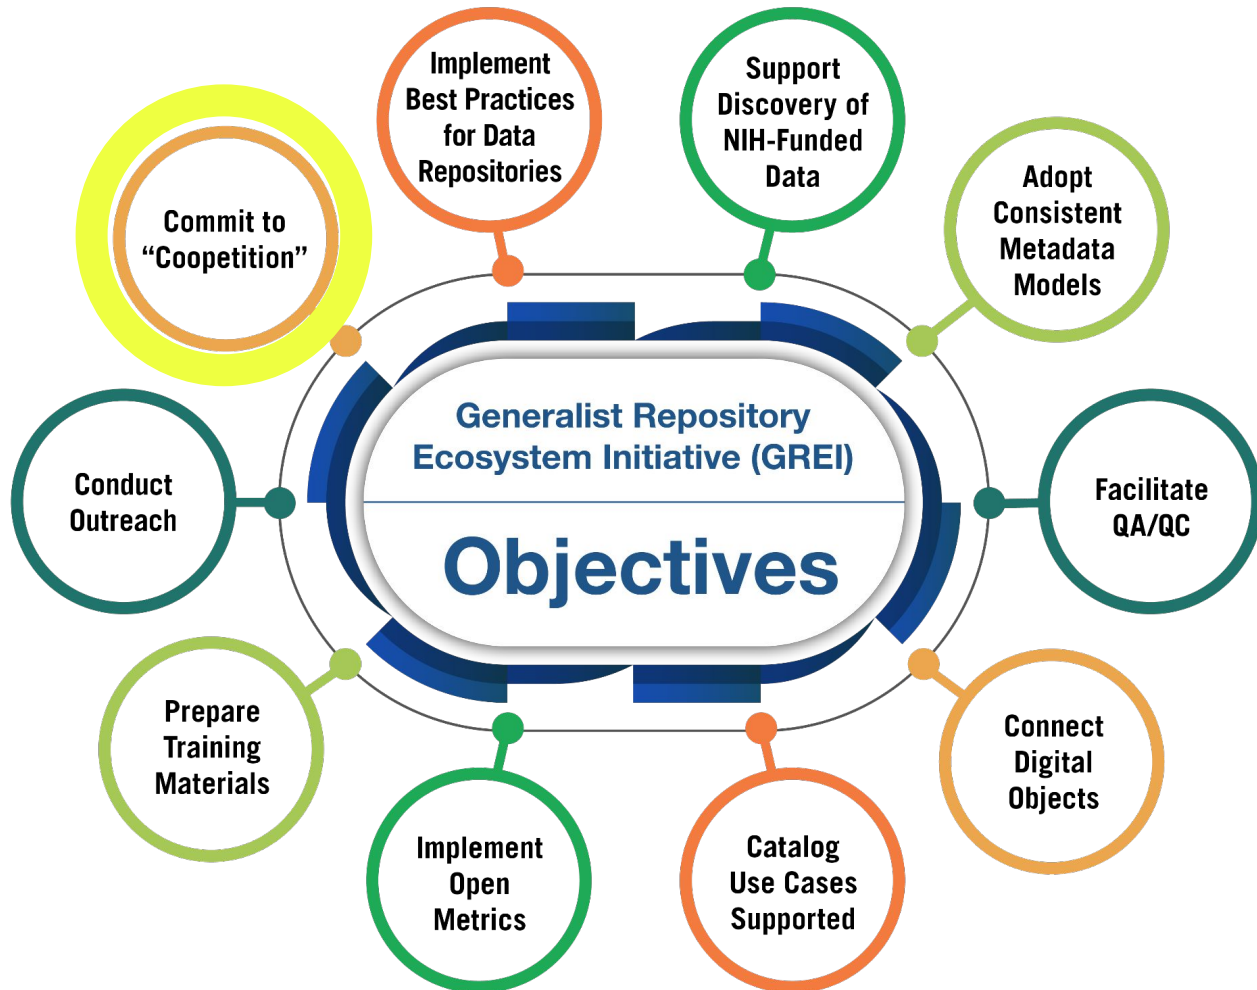 Generalist Repository
Ecosystem Initiative (GREI)
Objectives
Commit to
“Coopetition”
Implement
Best Practices
for Data
Repositories
Support
Discovery of
NIH-Funded
Data
Adopt
Consistent
Metadata
Models
Facilitate
QA/QC
Connect
Digital
Objects
Catalog
Use Cases
Supported
Implement
Open
Metrics
Prepare
Training
Materials
Conduct
Outreach